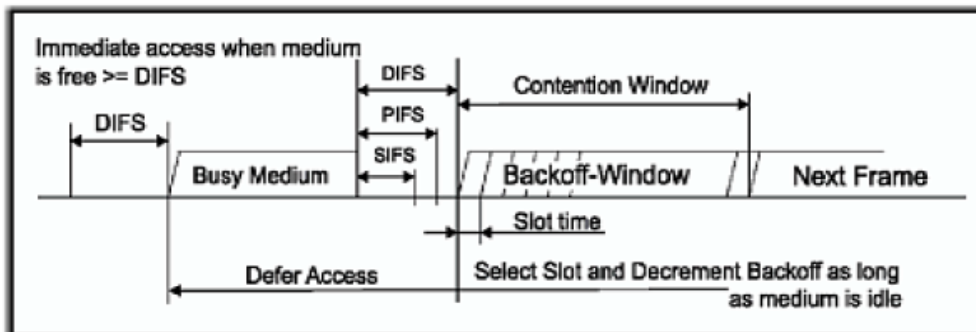 Immediate access when medium
is free >= DIFS
DIFS
DIFS
PIFS
SIFS
Contention Window
Busy Medium
Backoff-Window
Next Frame
Slot time
Defer Access
Select Slot and Decrement Backoff as long
as medium is idle